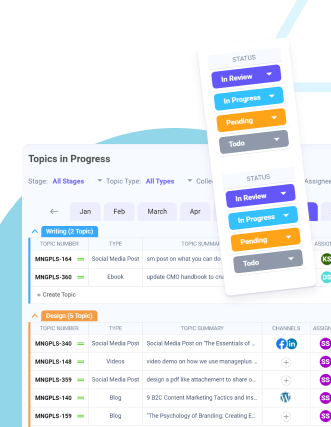 STATUS
In Review
In Progress
Pending
Todo
STATUS
In Review
In Progress
Pending
Todo
Topics in Progress
Stage: All Stages Topic Type: All Types Collec Assignee
Jan Feb March Apr
Writing (2 Topic)
TOPIC NUMBER TYPE TOPIC SUMMAR ASSIGN
MNGPLS-164 Social Media Post sm post on what you can do KS
MNGPLS-360 Ebook update CMO handbook to cra DS
+ Create Topic
Design (5 Topic)
TOPIC NUMBER TYPE TOPIC SUMMARY CHANNELS ASSIGN
MNGPLS-340 Social Media Post Social Media Post on "The Essentials of ... SS
MNGPLS-148 Videos video demo on how we use manageplus ... SS
MNGPLS-359 Social Media Post design a pdf like attachement to share o... SS
MNGPLS-140 Blog 9 B2C Content Marketing Tactics and Ins... SS
MNGPLS-159 Blog "The Psychology of Branding: Creating E... SS